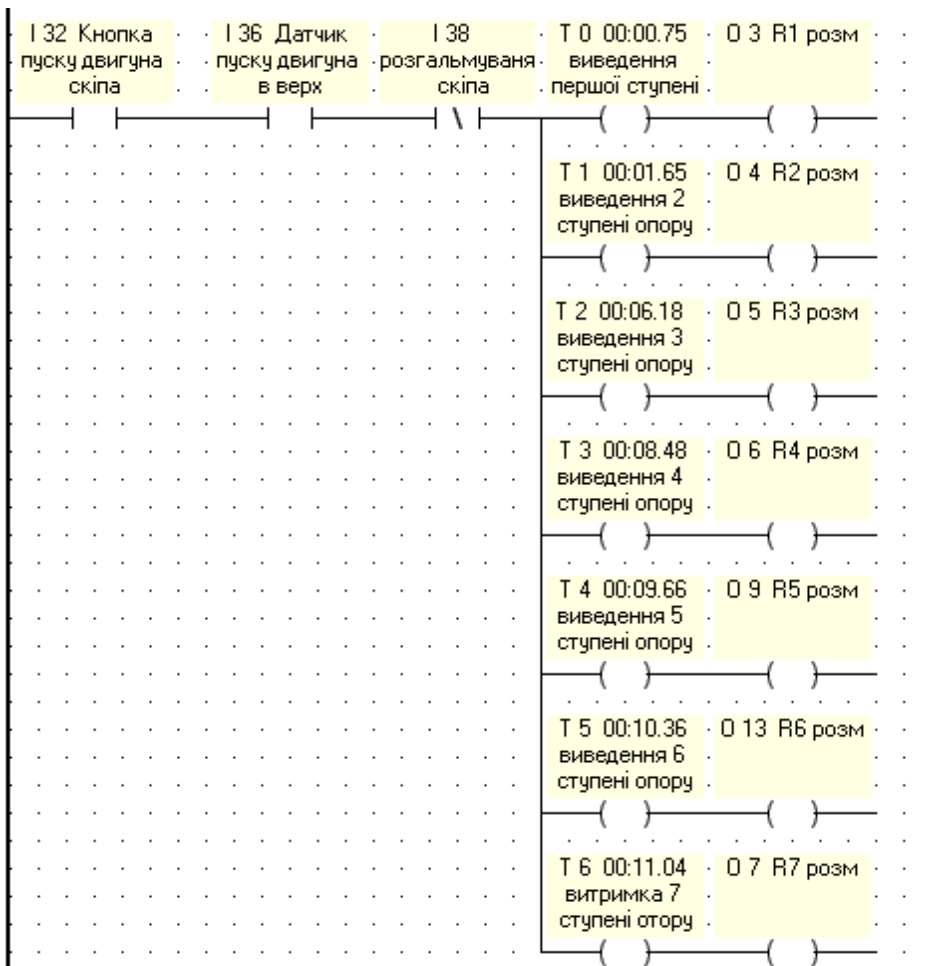 I 32 Кнопка пуску двигуна скіпа
I 36 Датчик пуску двигуна в верх
I 38 розгальмуваня скіпа
T 0 00:00.75 виведення першої ступені
O 3 R1 розм
T 1 00:01.65
виведення 2
ступені опору
O 4 R2 розм
T 2 00:06.18
виведення 3
ступені опору
O 5 R3 розм
T 3 00:08.48
виведення 4
ступені опору
O 6 R4 розм
T 4 00:09.66
виведення 5
ступені опору
O 9 R5 розм
T 5 00:10.36
виведення 6
ступені опору
O 13 R6 розм
T 6 00:11.04
витримка 7
ступені отору
O 7 R7 розм